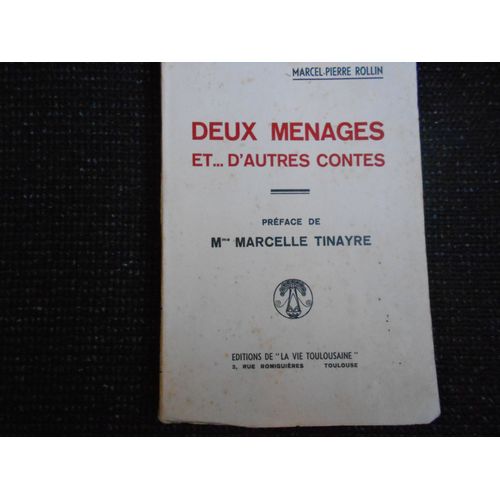 MARCEL-PIERRE ROLLIN
DEUX MENAGES
ET... D'AUTRES CONTES
PRÉFACE DE
Mme MARCELLE TINAYRE
EDITIONS DE "LA VIE TOULOUSAINE"
3, RUE ROMIGUIÈRES TOULOUSE